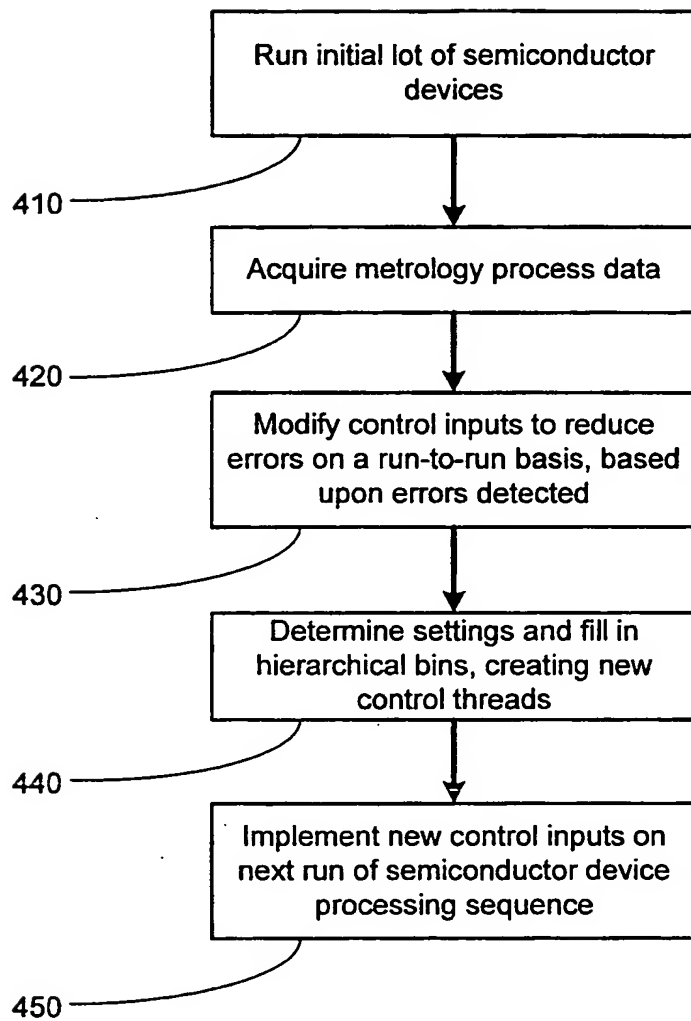 Run initial lot of semiconductor
devices
410
Acquire metrology process data
420
Modify control inputs to reduce
errors on a run-to-run basis, based
upon errors detected
430
Determine settings and fill in
hierarchical bins, creating new
control threads
440
Implement new control inputs on
next run of semiconductor device
processing sequence
450